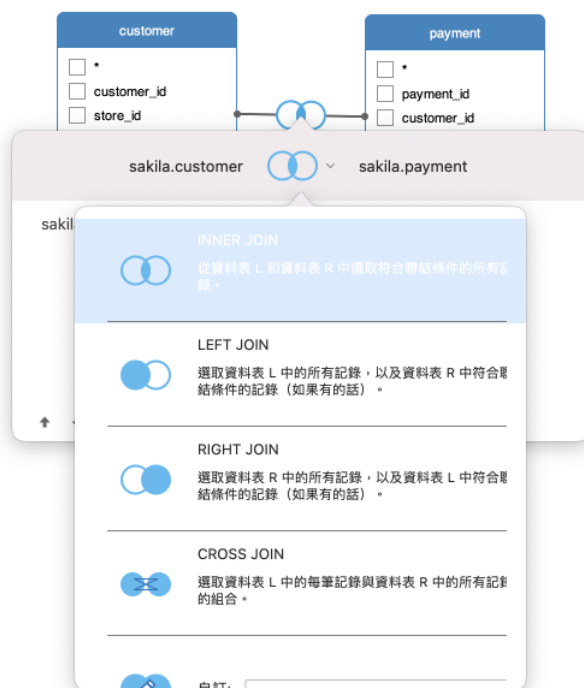 customer
*
customer_id
store_id
payment
*
payment_id
customer_id
sakila.customer
sakila.payment
INNER JOIN
從資料表 L 和資料表 R 中選取符合聯結條件的所有
錄。
LEFT JOIN
選取資料表 L 中的所有記錄,以及資料表 R 中符合
結條件的記錄(如果有的話)。
RIGHT JOIN
選取資料表 R 中的所有記錄,以及資料表 L 中符合
結條件的記錄(如果有的話)。
CROSS JOIN
選取資料表 L 中的每筆記錄與資料表 R 中的所有記
的組合。